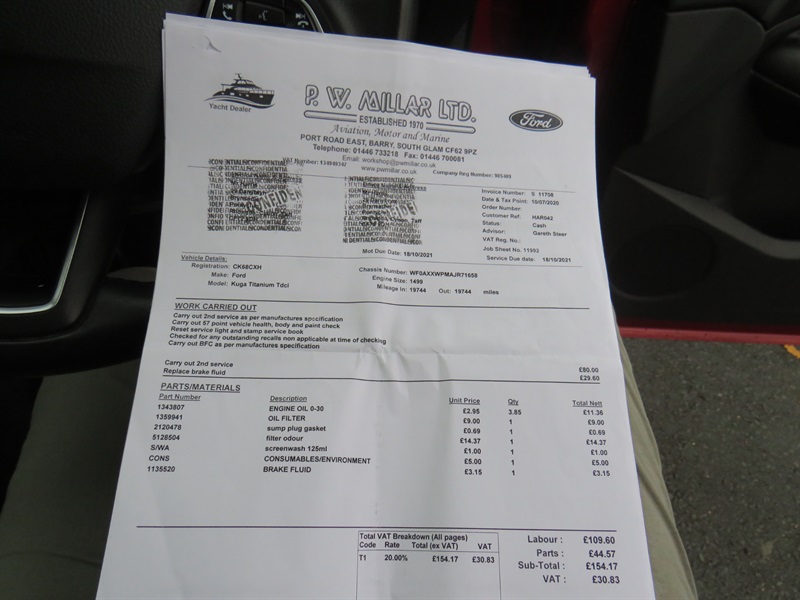 Yacht Dealer
P. W. MILLAR LTD.
ESTABLISHED 1970
Aviation, Motor and Marine
Ford
PORT ROAD EAST, BARRY, SOUTH GLAM CF62 9PZ
Telephone: 01446 733218 Fax: 01446 700081
Email: workshop@pwmillar.co.uk
www.pwmillar.co.uk
VAT Number:
Company Reg Number:
CONFIDENTIAL
Invoice Number: S 11708
Date & Tax Point:
Order Number:
Customer Ref: HAR042
Status: Cash
Advisor: Gareth Steer
VAT Reg. No.:
Job Sheet No. 11992
Mot Due Date: 18/10/2021
Service Due date: 18/10/2021
Vehicle Details:
Registration: CK68CXH
Make: Ford
Model: Kuga Titanium Tdci
Chassis Number: WF0AXXWPMAJR71658
Engine Size: 1499
Mileage In: 19744 Out: 19744 miles
WORK CARRIED OUT
Carry out 2nd service as per manufactures specification
Carry out 57 point vehicle health, body and paint check
Reset service light and stamp service book
Checked for any outstanding recalls non applicable at time of checking
Carry out BFC as per manufactures specification
Carry out 2nd service £80.00
Replace brake fluid £29.60
PARTS/MATERIALS
Part Number Description Unit Price Qty Total Nett
1343807 ENGINE OIL 0-30 £2.95 3.85 £11.36
1359941 OIL FILTER £9.00 1 £9.00
2120478 sump plug gasket £0.69 1 £0.69
5128504 filter odour £14.37 1 £14.37
S/WA screenwash 125ml £1.00 1 £1.00
CONS CONSUMABLES/ENVIRONMENT £5.00 1 £5.00
1135520 BRAKE FLUID £3.15 1 £3.15
Total VAT Breakdown (All pages)
Code Rate Total (ex VAT) VAT
T1 20.00% £154.17 £30.83
Labour : £109.60
Parts : £44.57
Sub-Total : £154.17
VAT : £30.83